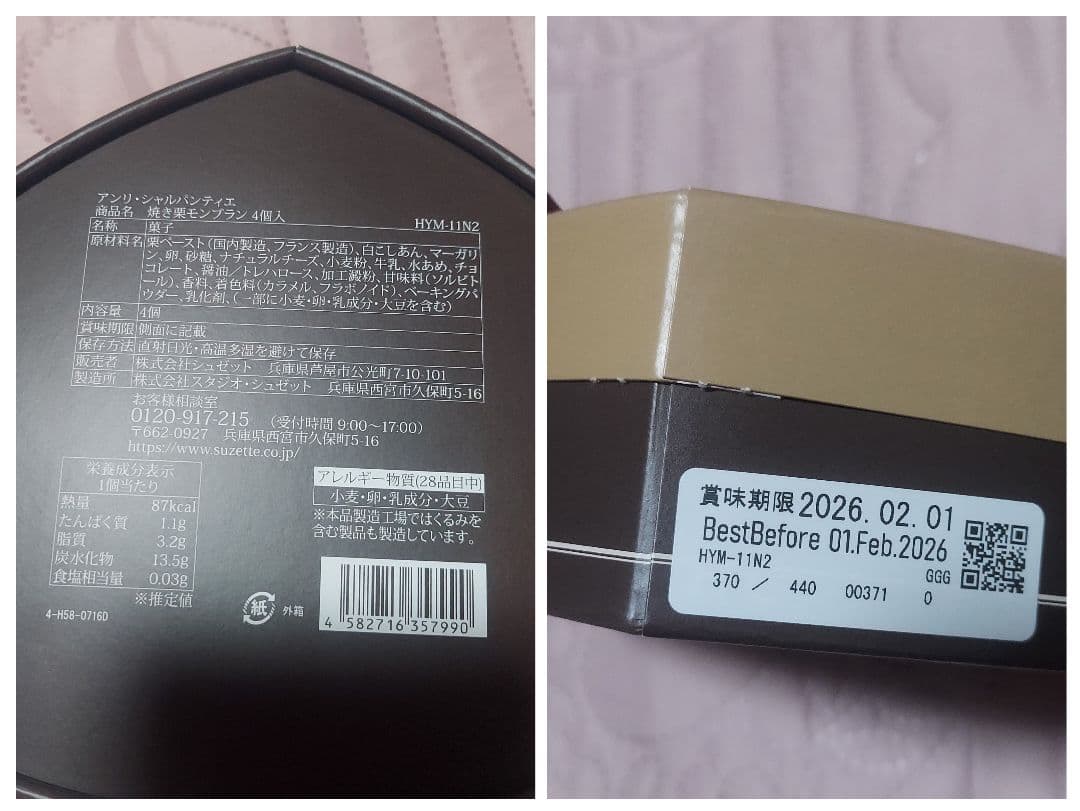 アンリ・シャルパンティエ
商品名 焼き栗モンブラン 4個入 HYM-11N2
名称 菓子
原材料名 栗ペースト(国内製造、フランス製造)、白こしあん、マーガリ
ン、卵、砂糖、ナチュラルチーズ、小麦粉、牛乳、水あめ、チョ
コレート、醤油／トレハロース、加工澱粉、甘味料(ソルビト
ール)、香料、着色料(カラメル、フラボノイド)、ベーキングパ
ウダー、乳化剤、(一部に小麦・卵・乳成分・大豆を含む)
内容量 4個
賞味期限 側面に記載
保存方法 直射日光・高温多湿を避けて保存
販売者 株式会社シュゼット 兵庫県芦屋市公光町7-10-101
製造所 株式会社スタジオ・シュゼット 兵庫県西宮市久保町5-16
お客様相談室
0120-917-215 (受付時間 9:00~17:00)
〒662-0927 兵庫県西宮市久保町5-16
https://www.suzette.co.jp/
栄養成分表示
1個当たり
熱量 87kcal
たんぱく質 1.1g
脂質 3.2g
炭水化物 13.5g
食塩相当量 0.03g
※推定値
4-H58-0716D
アレルギー物質(28品目中)
小麦・卵・乳成分・大豆
※本品製造工場ではくるみを
含む製品も製造しています。
紙 外箱
4 582716 357990
賞味期限 2026.02.01
BestBefore 01.Feb.2026
HYM-11N2 GGG
370 ／ 440 00371 0